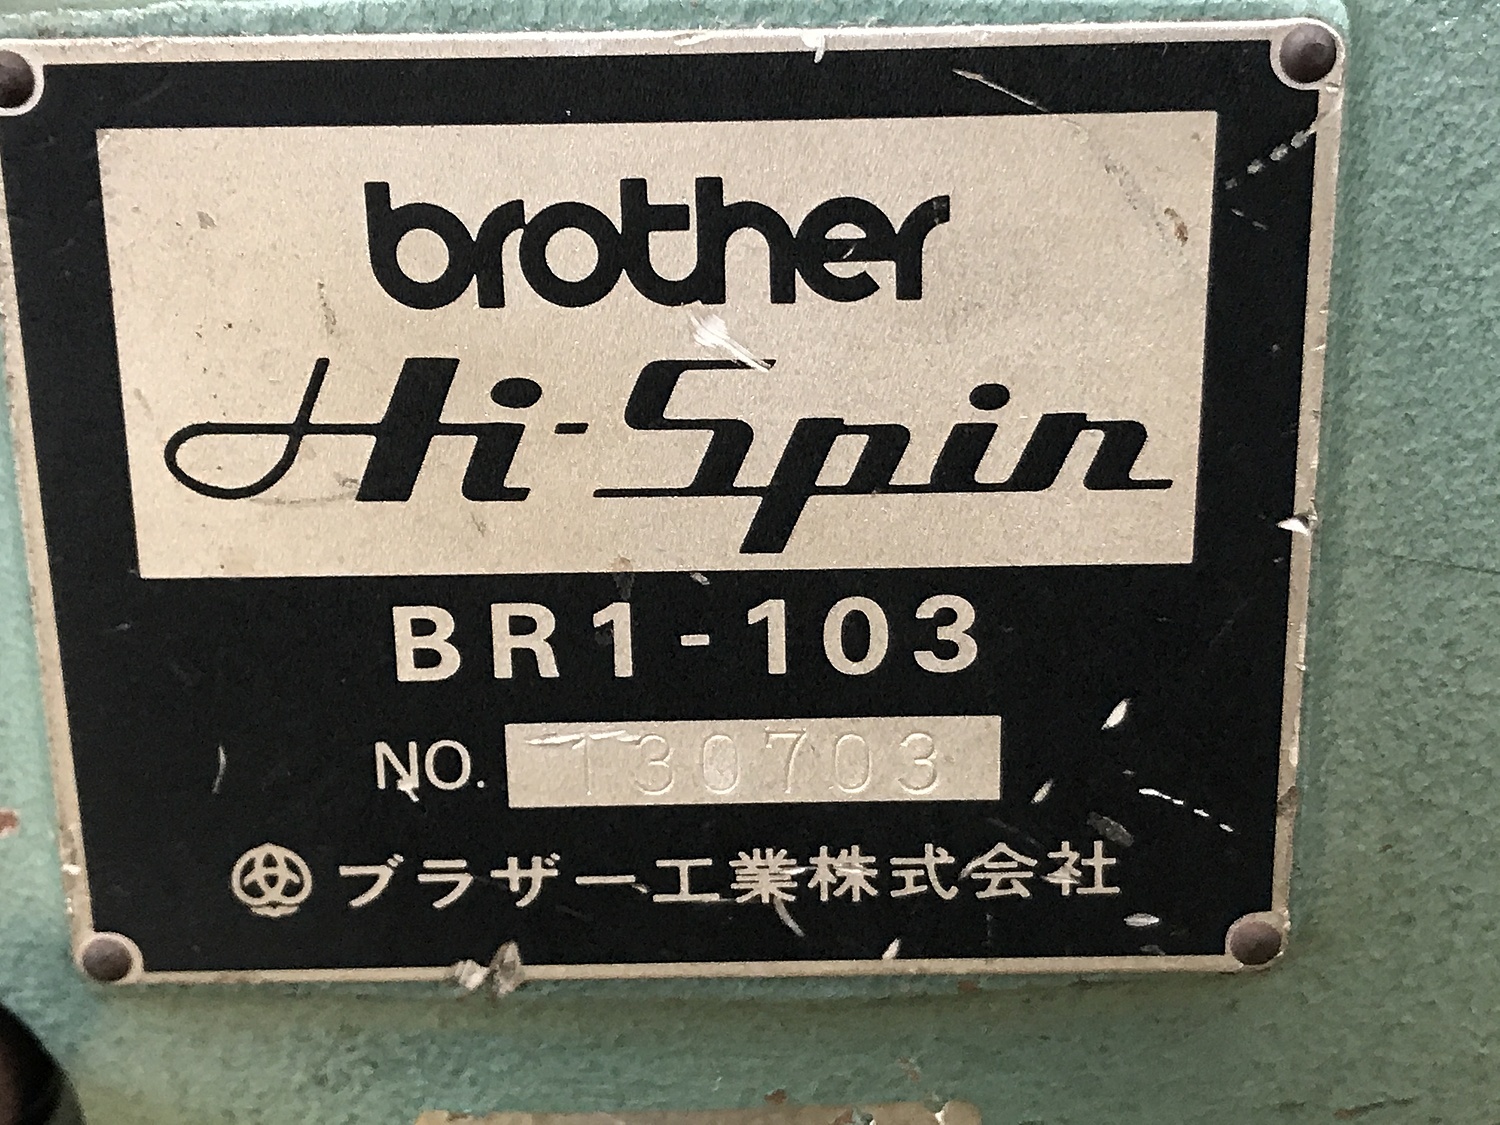 brother
Hi-Spin
BR1-103
NO. 130703
ブラザー工業株式会社